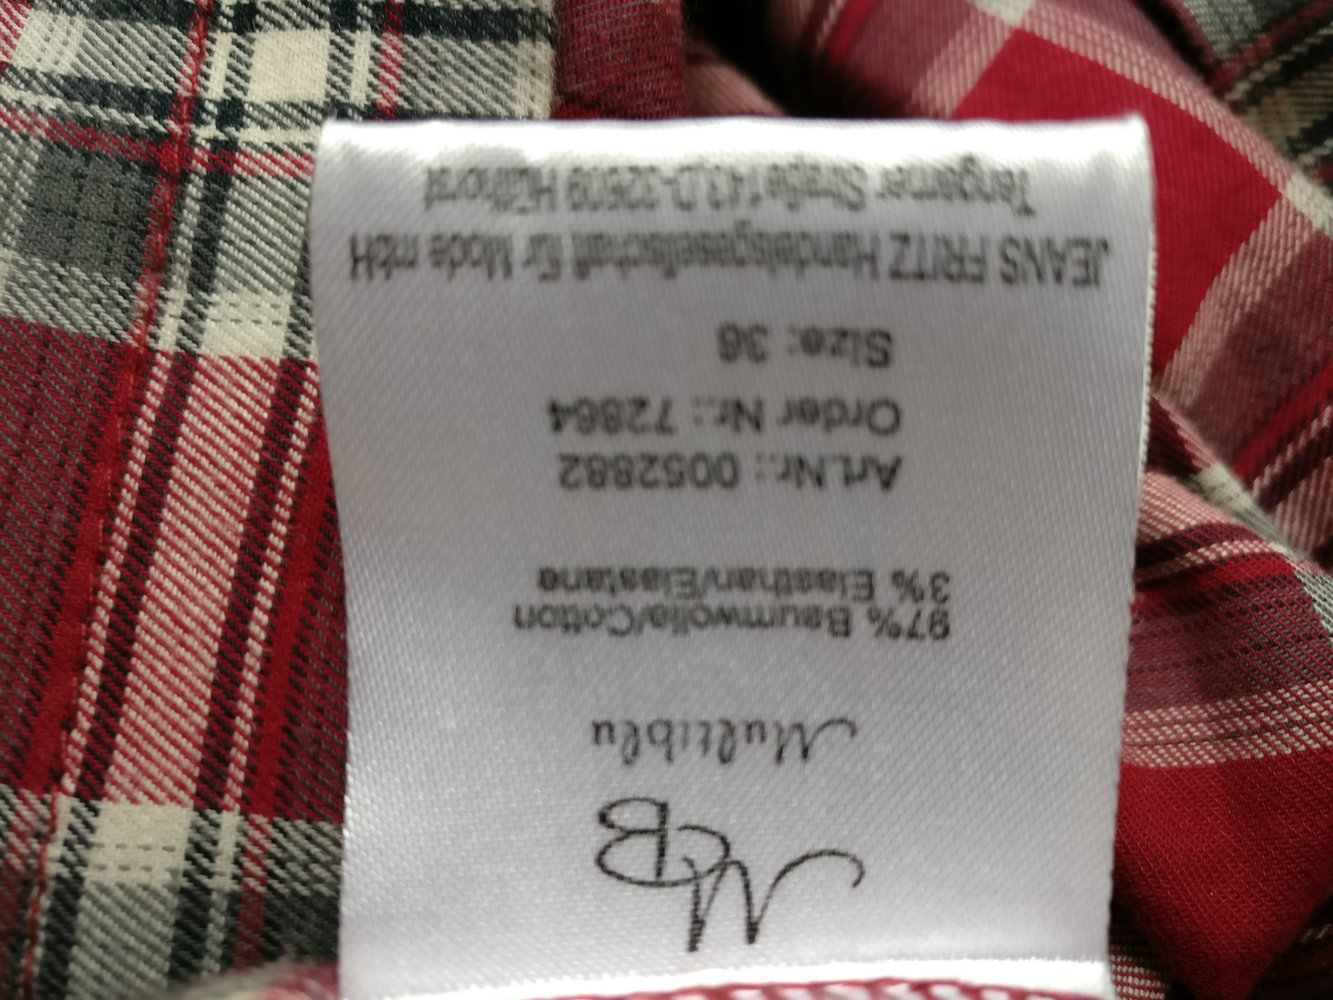 MB
Multiblu
97% Baumwolle/Cotton
3% Elasthan/Elastane
Art.Nr.: 0052882
Order Nr.: 72864
Size: 36
JEANS FRITZ Handelsgesellschaft für Mode mbH
Tengerner Straße 143 D-32609 Hüllhorst